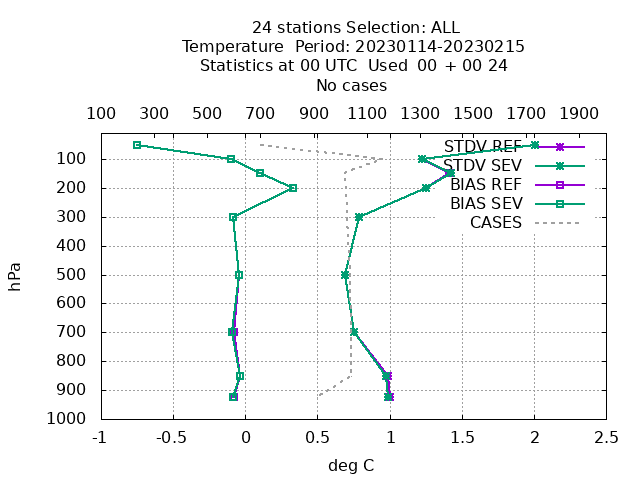 24 stations Selection: ALL
Temperature  Period: 20230114-20230215
Statistics at 00 UTC  Used  00 + 00 24
No cases
100 300 500 700 900 1100 1300 1500 1700 1900
STDV REF
STDV SEV
BIAS REF
BIAS SEV
CASES
hPa
100
200
300
400
500
600
700
800
900
1000
-1 -0.5 0 0.5 1 1.5 2 2.5
deg C